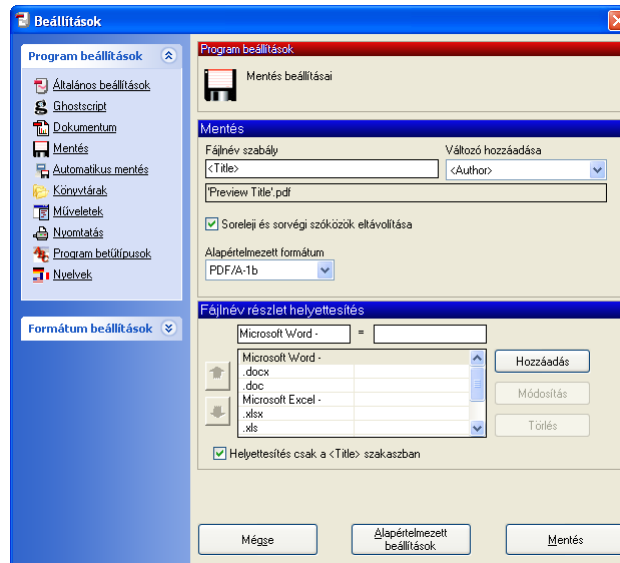 Beállítások
Program beállítások
Általános beállítások
Ghostscript
Dokumentum
Mentés
Automatikus mentés
Könyvtárak
Műveletek
Nyomtatás
Program betűtípusok
Nyelvek
Formátum beállítások
Program beállítások
Mentés beállításai
Mentés
Fájlnév szabály Változó hozzáadása
<Title> <Author>
'Preview Title'.pdf
Soreleji és sorvégi szóközök eltávolítása
Alapértelmezett formátum
PDF/A-1b
Fájlnév részlet helyettesítés
Microsoft Word - =
Microsoft Word -
.docx
.doc
Microsoft Excel -
.xlsx
.xls
Hozzáadás
Módosítás
Törlés
Helyettesítés csak a <Title> szakaszban
Mégse
Alapértelmezett
beállítások
Mentés